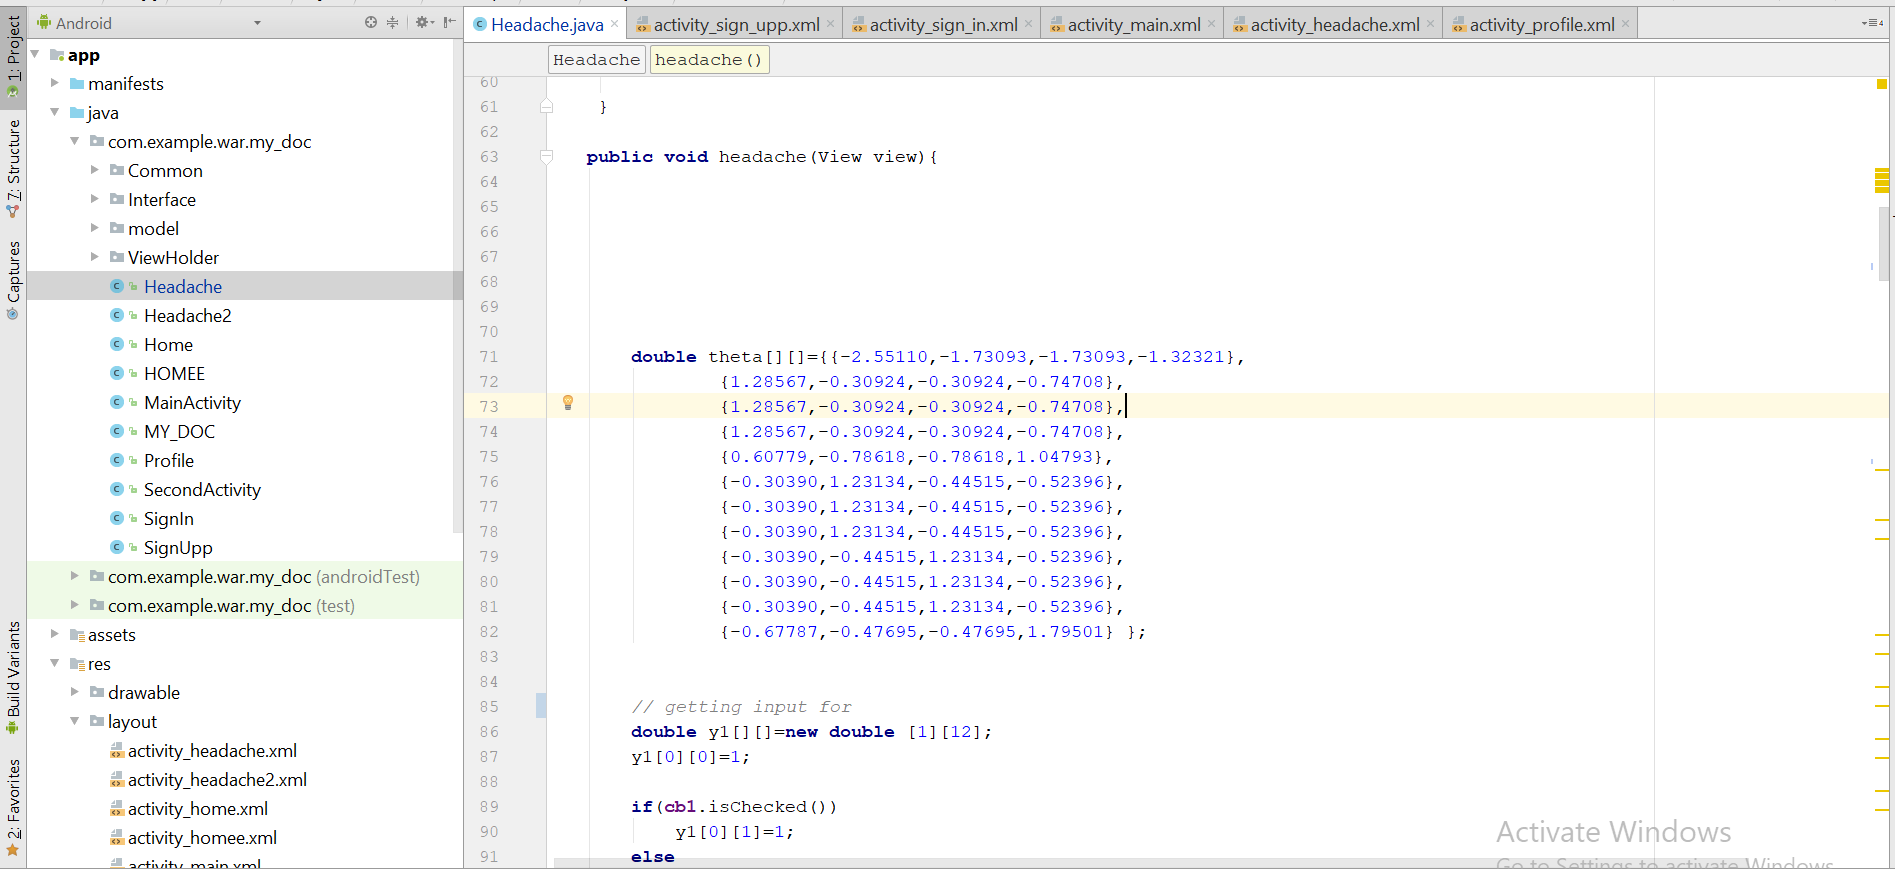 Android
Headache.java
activity_sign_upp.xml
activity_sign_in.xml
activity_main.xml
activity_headache.xml
activity_profile.xml
4
1: Project
7: Structure
Captures
Build Variants
2: Favorites
app
manifests
java
com.example.war.my_doc
Common
Interface
model
ViewHolder
Headache
Headache2
Home
HOMEE
MainActivity
MY_DOC
Profile
SecondActivity
SignIn
SignUpp
com.example.war.my_doc (androidTest)
com.example.war.my_doc (test)
assets
res
drawable
layout
activity_headache.xml
activity_headache2.xml
activity_home.xml
activity_homee.xml
activity_main.xml
Headache
headache()
60
61 }
62
63 public void headache(View view){
64
65
66
67
68
69
70
71 double theta[][]={{-2.55110,-1.73093,-1.73093,-1.32321},
72 {1.28567,-0.30924,-0.30924,-0.74708},
73 {1.28567,-0.30924,-0.30924,-0.74708},
74 {1.28567,-0.30924,-0.30924,-0.74708},
75 {0.60779,-0.78618,-0.78618,1.04793},
76 {-0.30390,1.23134,-0.44515,-0.52396},
77 {-0.30390,1.23134,-0.44515,-0.52396},
78 {-0.30390,1.23134,-0.44515,-0.52396},
79 {-0.30390,-0.44515,1.23134,-0.52396},
80 {-0.30390,-0.44515,1.23134,-0.52396},
81 {-0.30390,-0.44515,1.23134,-0.52396},
82 {-0.67787,-0.47695,-0.47695,1.79501} };
83
84
85 // getting input for
86 double y1[][]=new double [1][12];
87 y1[0][0]=1;
88
89 if(cb1.isChecked())
90 y1[0][1]=1;
91 else
Activate Windows
Go to Settings to activate Windows.